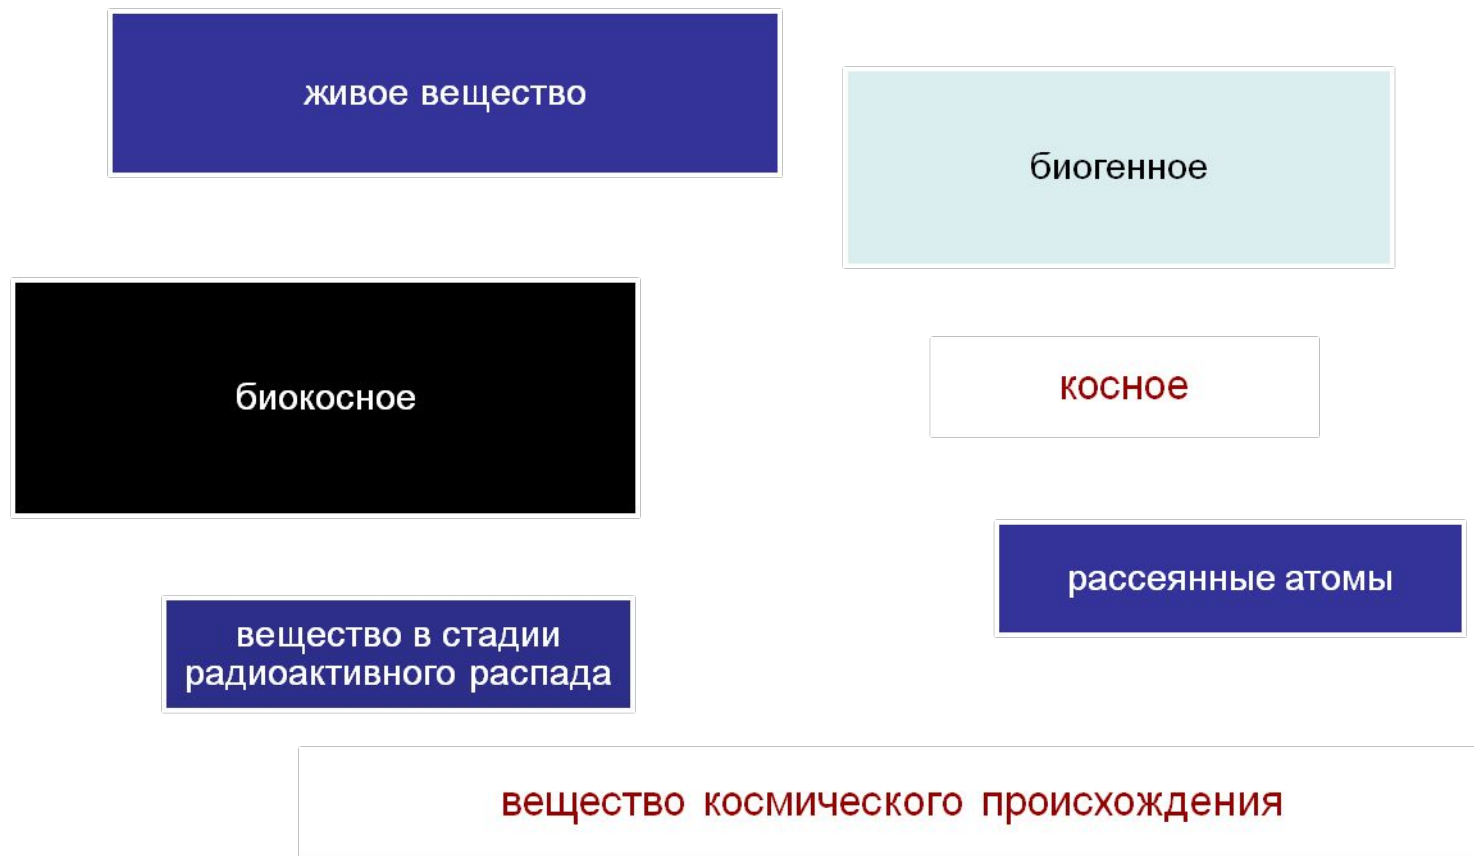 живое вещество
биогенное
биокосное
косное
рассеянные атомы
вещество в стадии
радиоактивного распада
вещество космического происхождения